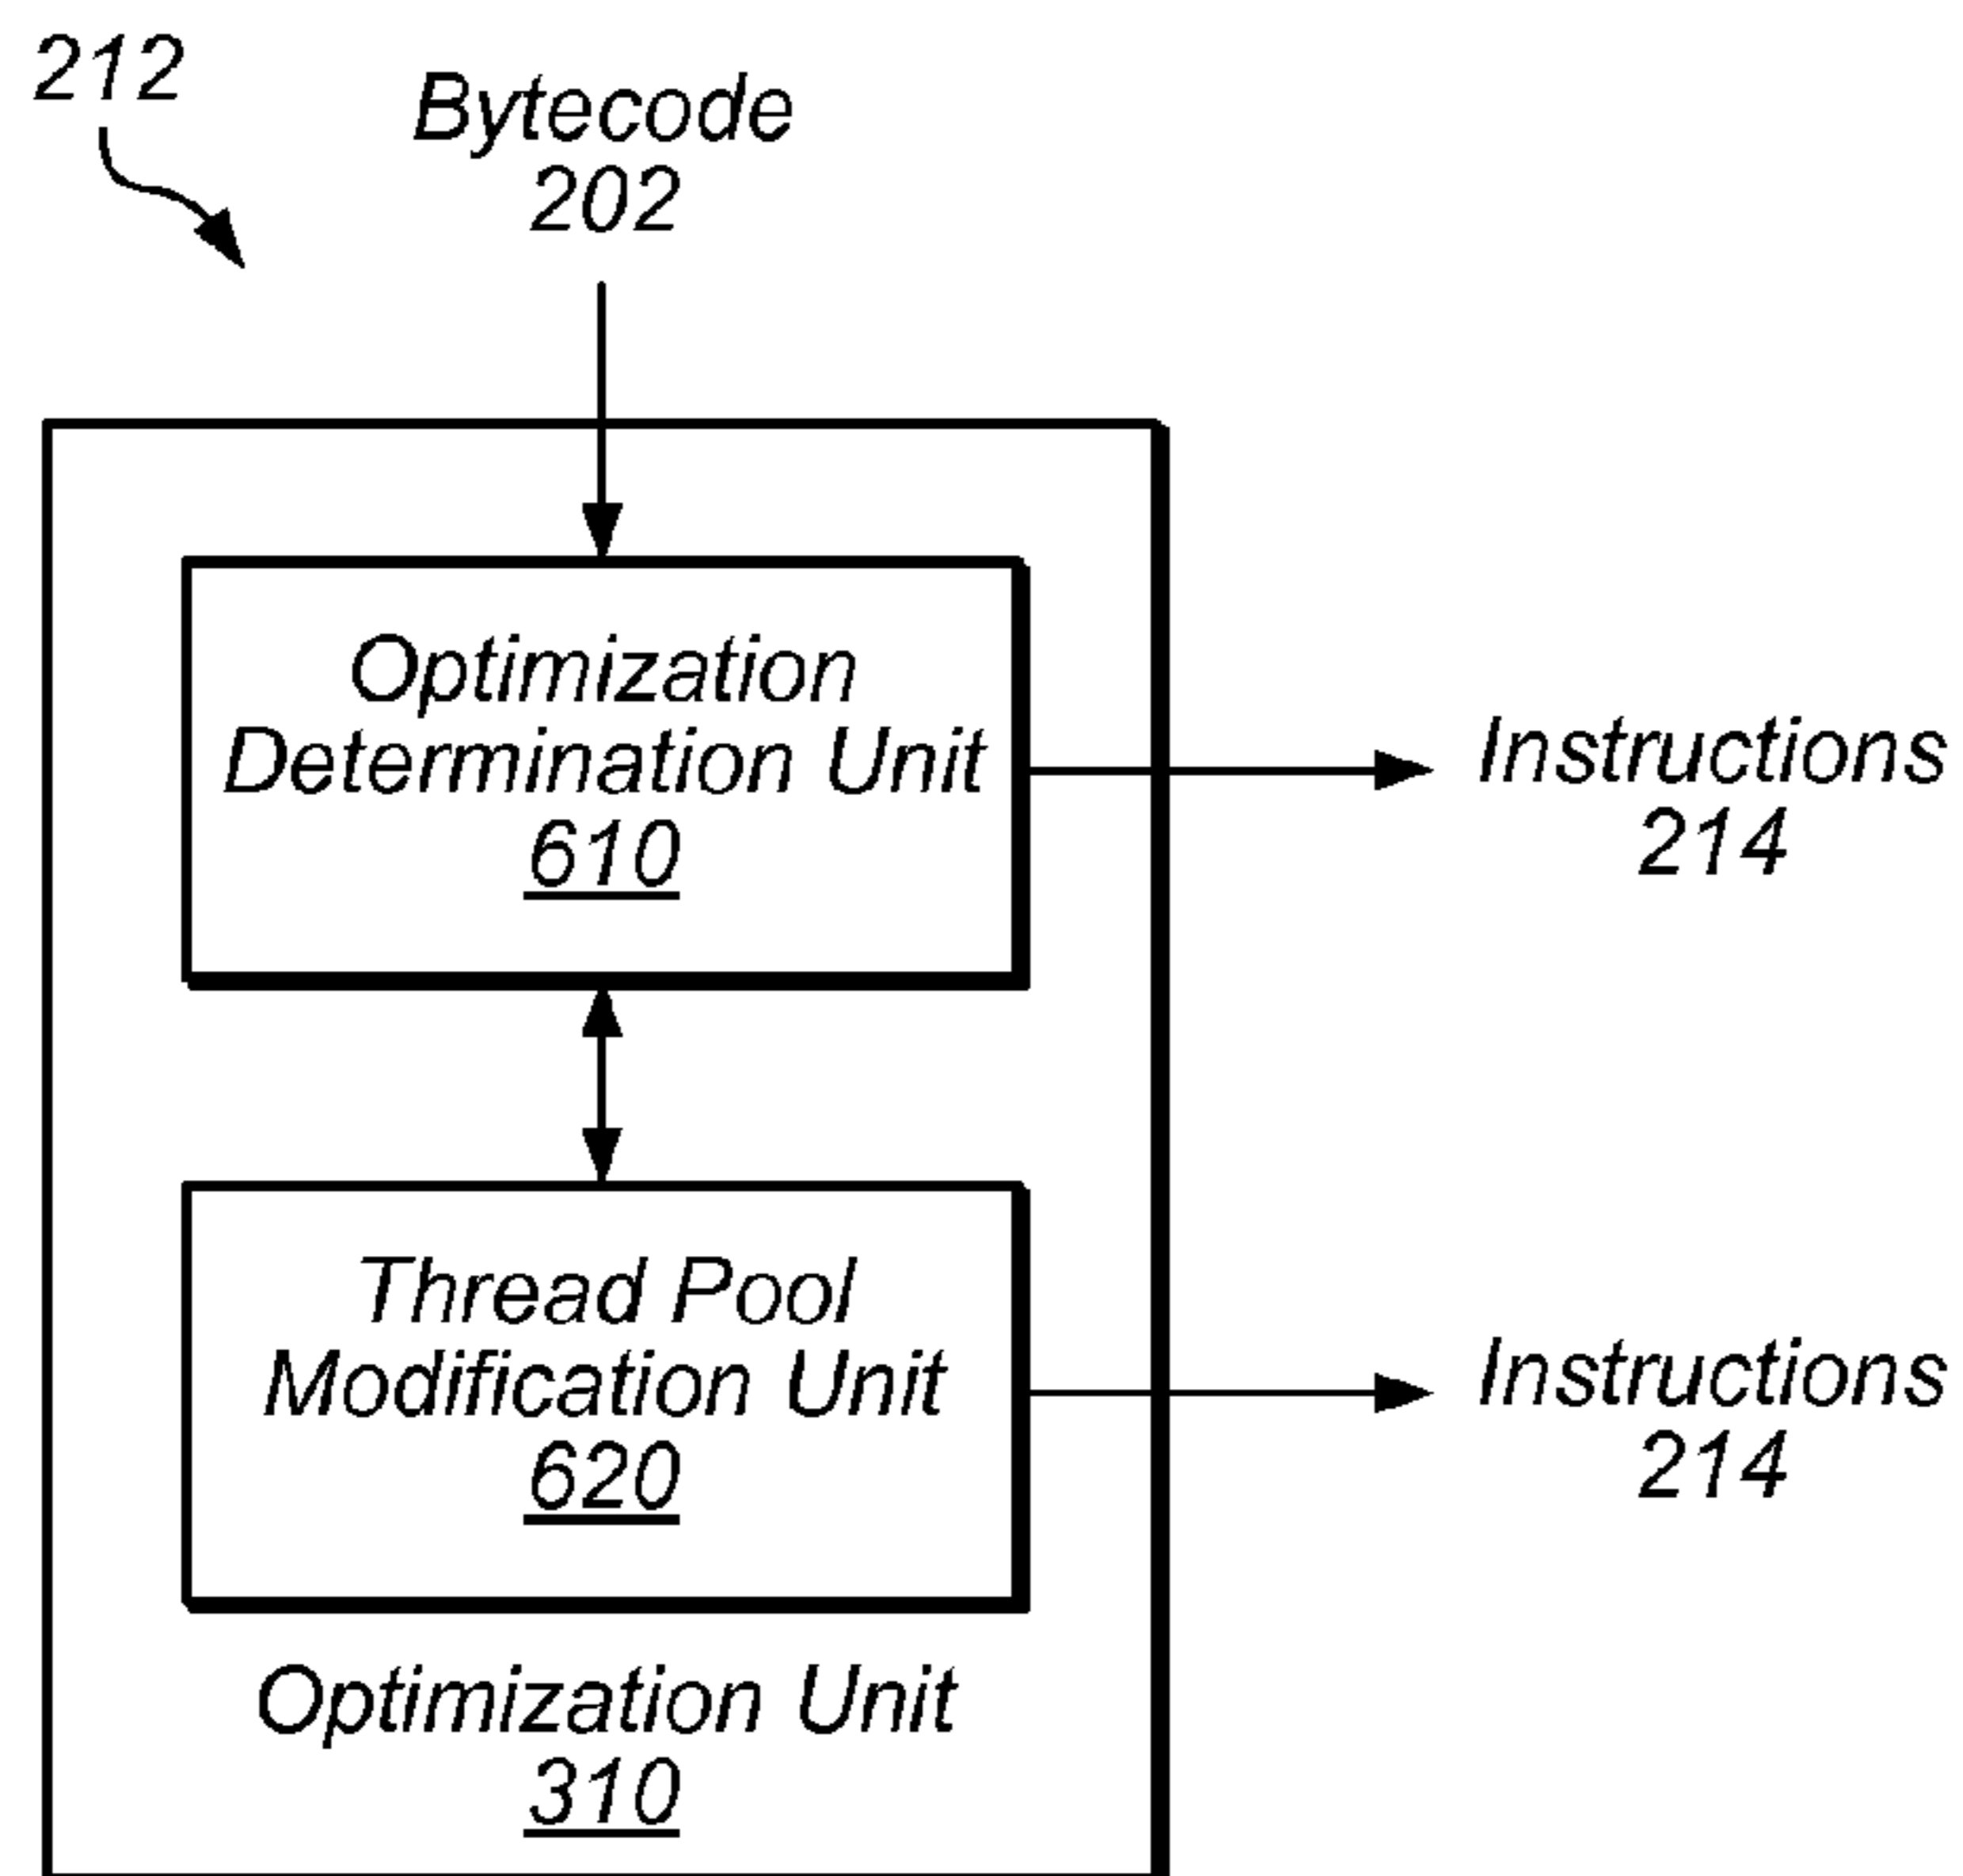 212
Bytecode
202
Optimization
Determination Unit
610
Instructions
214
Thread Pool
Modification Unit
620
Instructions
214
Optimization Unit
310